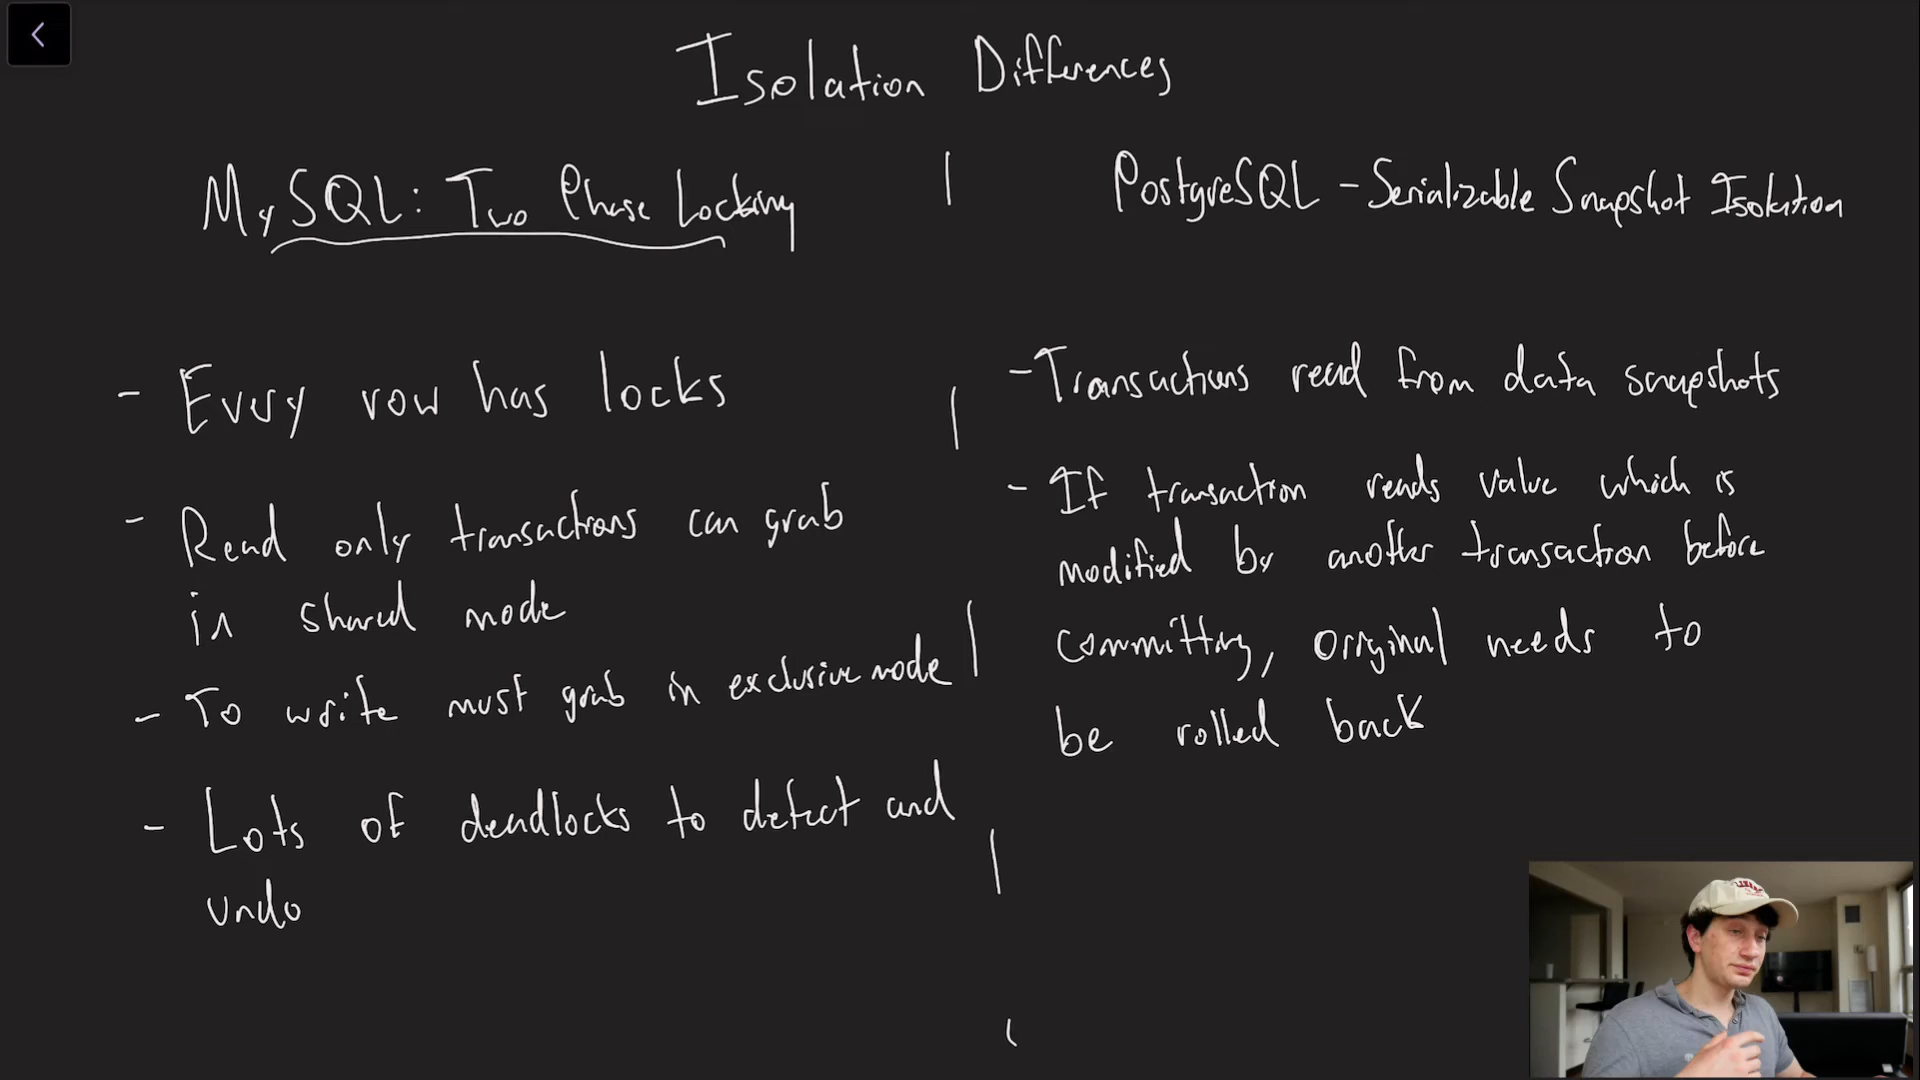 Isolation Differences
MySQL: Two Phase Locking
PostgreSQL - Serializable Snapshot Isolation
- Every row has locks
- Read only transactions can grab
in shared mode
- To write must grab in exclusive mode
- Lots of deadlocks to detect and
undo
- Transactions read from data snapshots
- If transaction reads value which is
modified by another transaction before
committing, original needs to
be rolled back